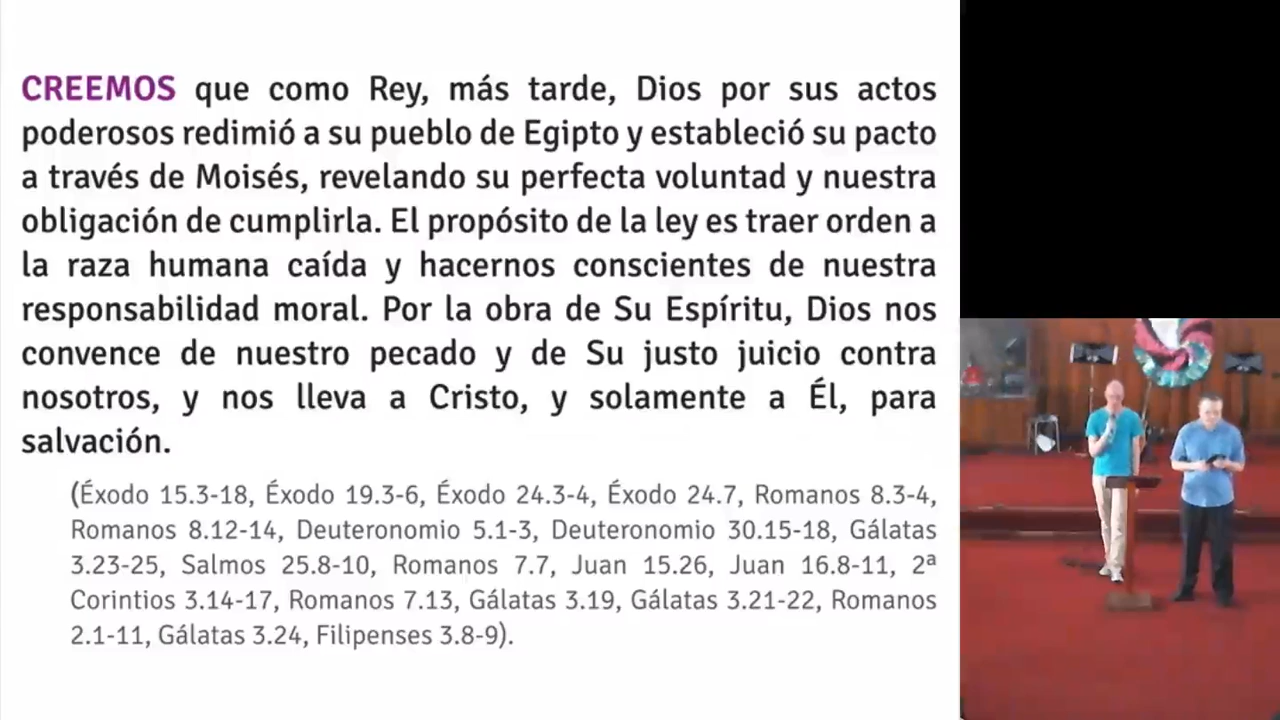 CREEMOS que como Rey, más tarde, Dios por sus actos
poderosos redimió a su pueblo de Egipto y estableció su pacto
a través de Moisés, revelando su perfecta voluntad y nuestra
obligación de cumplirla. El propósito de la ley es traer orden a
la raza humana caída y hacernos conscientes de nuestra
responsabilidad moral. Por la obra de Su Espíritu, Dios nos
convence de nuestro pecado y de Su justo juicio contra
nosotros, y nos lleva a Cristo, y solamente a Él, para
salvación.
(Éxodo 15.3-18, Éxodo 19.3-6, Éxodo 24.3-4, Éxodo 24.7, Romanos 8.3-4,
Romanos 8.12-14, Deuteronomio 5.1-3, Deuteronomio 30.15-18, Gálatas
3.23-25, Salmos 25.8-10, Romanos 7.7, Juan 15.26, Juan 16.8-11, 2ª
Corintios 3.14-17, Romanos 7.13, Gálatas 3.19, Gálatas 3.21-22, Romanos
2.1-11, Gálatas 3.24, Filipenses 3.8-9).